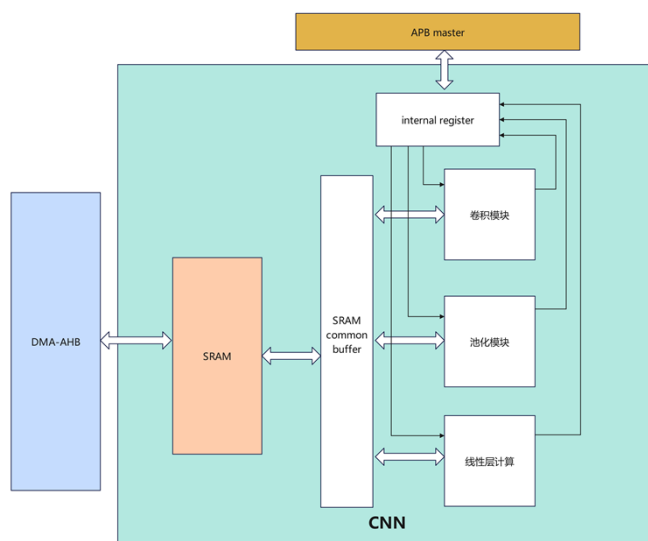 APB master
internal register
卷积模块
DMA-AHB
SRAM
SRAM
common
buffer
池化模块
线性层计算
CNN